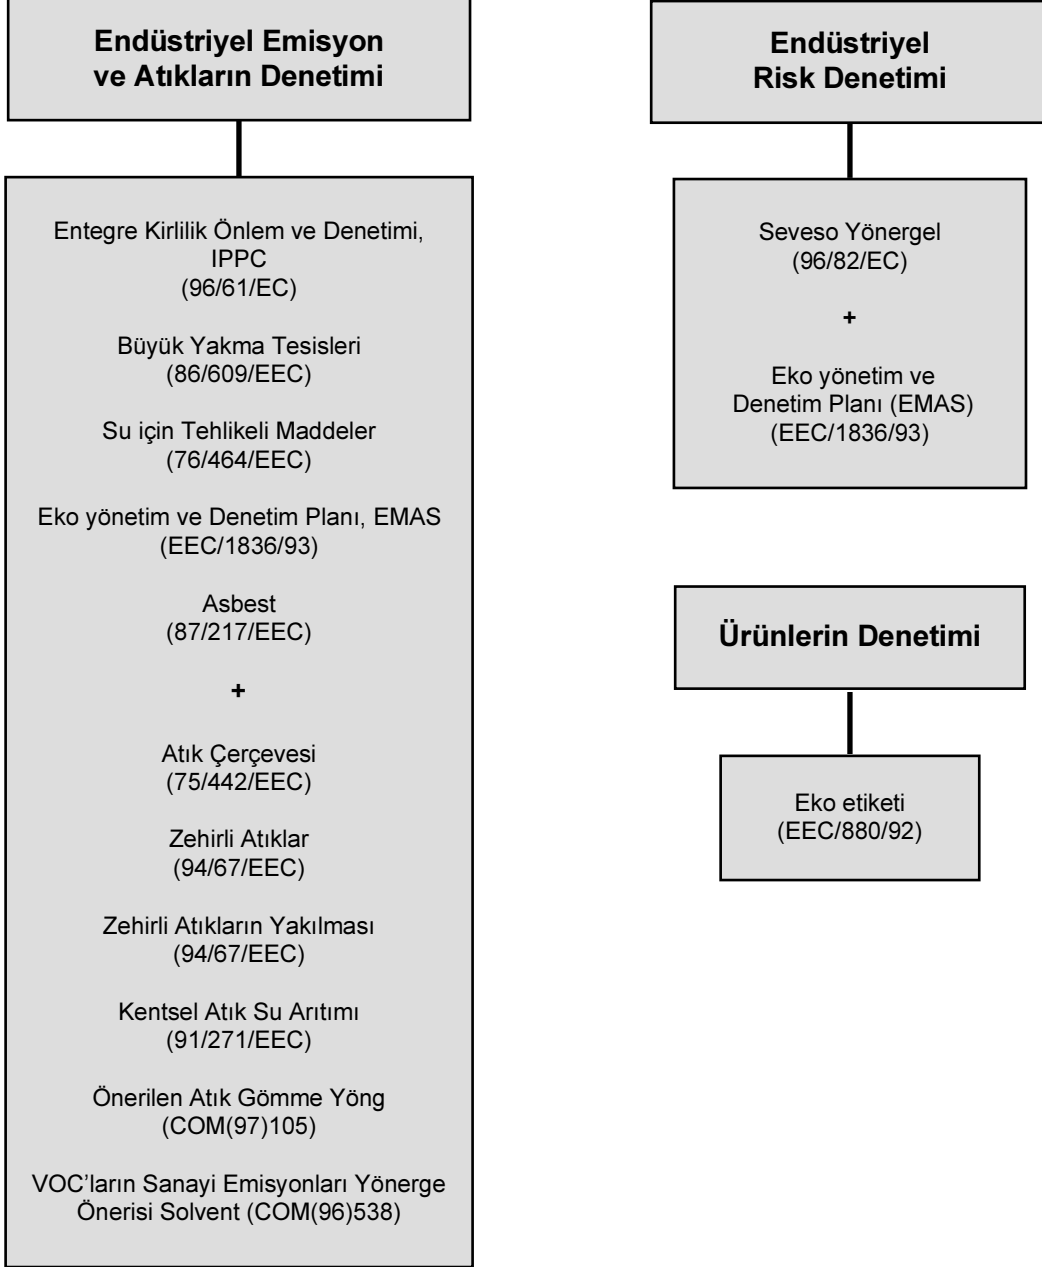 Endüstriyel Emisyon
ve Atıkların Denetimi
Entegre Kirlilik Önlem ve Denetimi,
IPPC
(96/61/EC)
Büyük Yakma Tesisleri
(86/609/EEC)
Su için Tehlikeli Maddeler
(76/464/EEC)
Eko yönetim ve Denetim Planı, EMAS
(EEC/1836/93)
Asbest
(87/217/EEC)
+
Atık Çerçevesi
(75/442/EEC)
Zehirli Atıklar
(94/67/EEC)
Zehirli Atıkların Yakılması
(94/67/EEC)
Kentsel Atık Su Arıtımı
(91/271/EEC)
Önerilen Atık Gömme Yöng
(COM(97)105)
VOC’ların Sanayi Emisyonları Yönerge
Önerisi Solvent (COM(96)538)
Endüstriyel
Risk Denetimi
Seveso Yönergel
(96/82/EC)
+
Eko yönetim ve
Denetim Planı (EMAS)
(EEC/1836/93)
Ürünlerin Denetimi
Eko etiketi
(EEC/880/92)